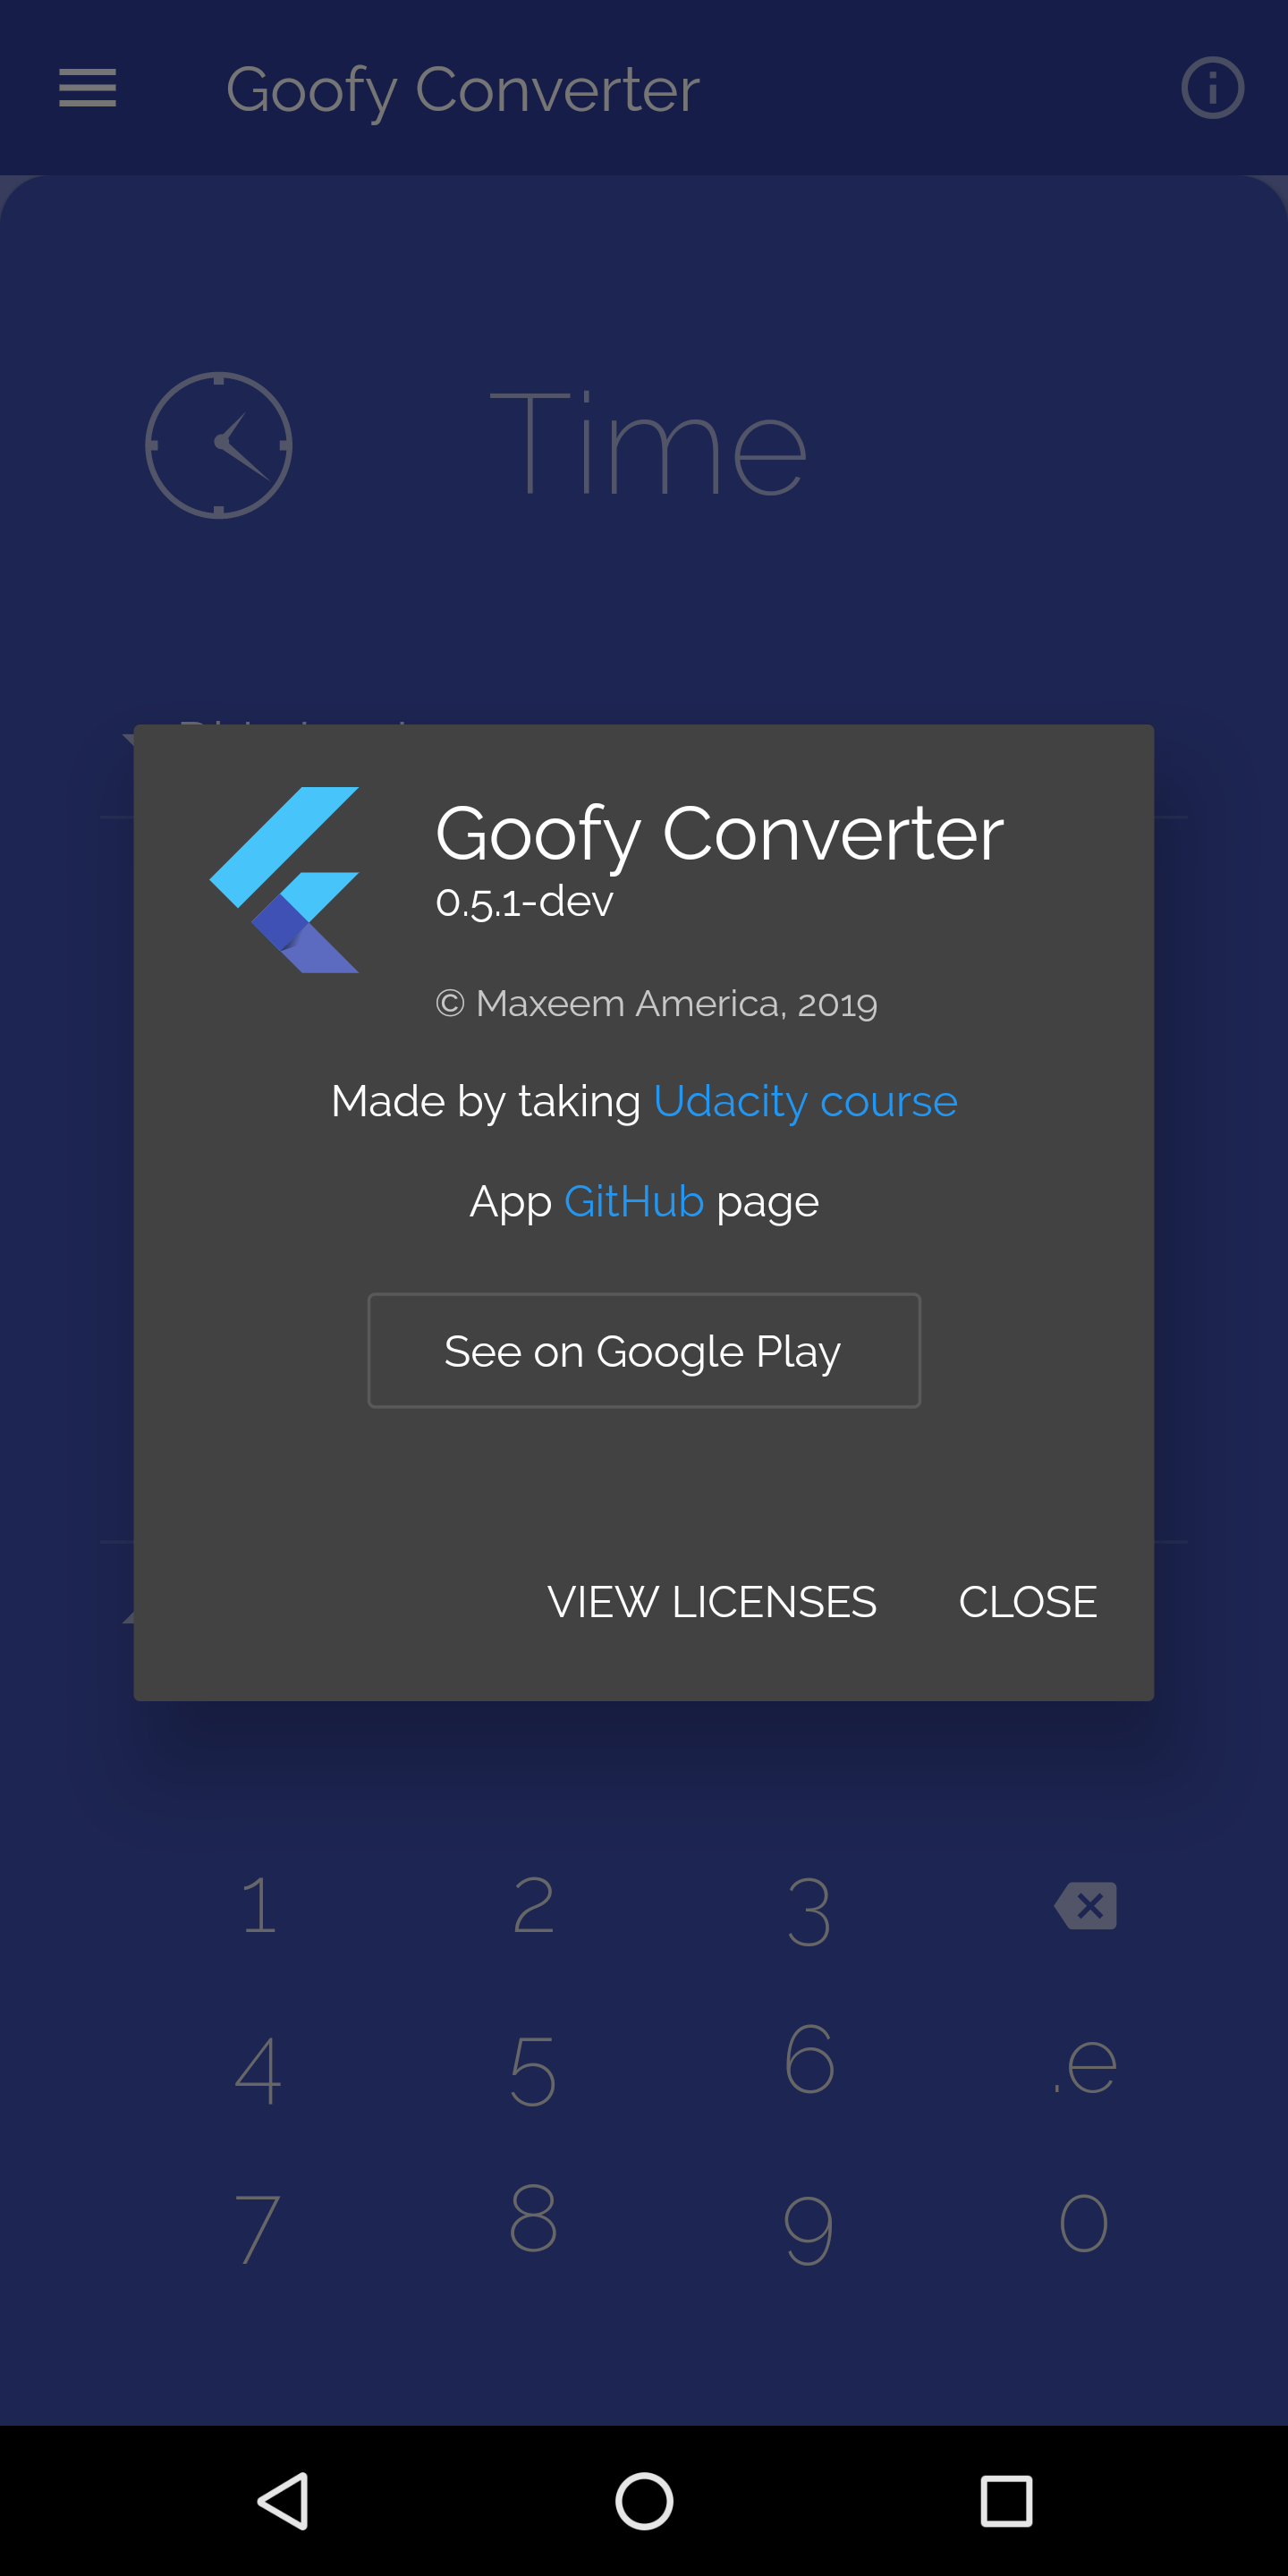 Goofy Converter
Time
Goofy Converter
0.5.1-dev
© Maxeem America, 2019
Made by taking Udacity course
App GitHub page
See on Google Play
VIEW LICENSES CLOSE
1 2 3
4 5 6 .e
7 8 9 0